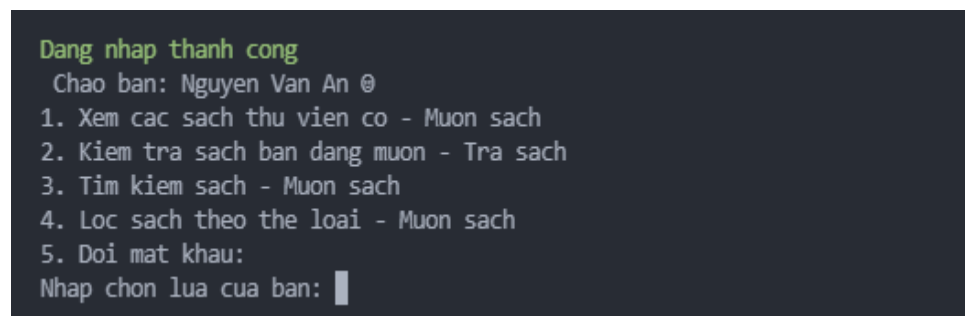 Dang nhap thanh cong
Chao ban: Nguyen Van An ☺
1. Xem cac sach thu vien co - Muon sach
2. Kiem tra sach ban dang muon - Tra sach
3. Tim kiem sach - Muon sach
4. Loc sach theo the loai - Muon sach
5. Doi mat khau:
Nhap chon lua cua ban: